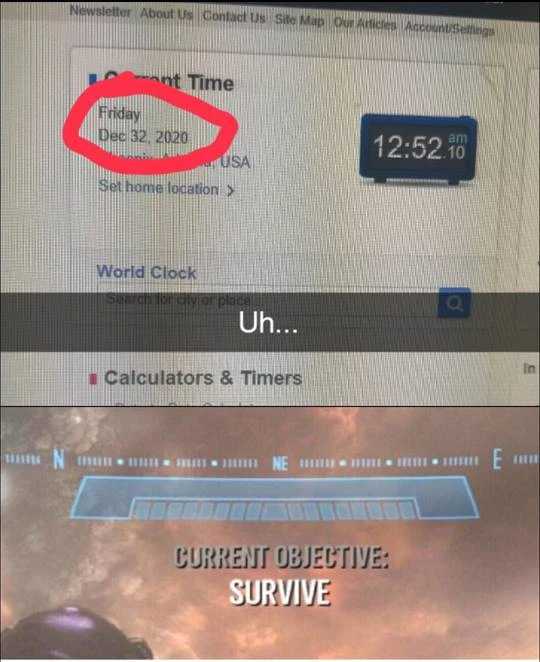 Newsletter About Us Contact Us Site Map Our Articles Account/Settings
Current Time
Friday
Dec 32, 2020
USA
12:52.10 am
Set home location >
World Clock
Search for city or place...
Uh...
In
Calculators & Timers
N NE E
CURRENT OBJECTIVE:
SURVIVE